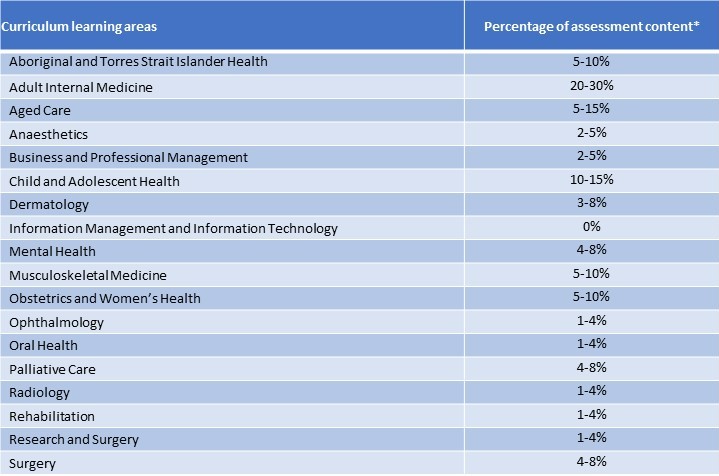 Curriculum learning areas Percentage of assessment content*
Aboriginal and Torres Strait Islander Health 5-10%
Adult Internal Medicine 20-30%
Aged Care 5-15%
Anaesthetics 2-5%
Business and Professional Management 2-5%
Child and Adolescent Health 10-15%
Dermatology 3-8%
Information Management and Information Technology 0%
Mental Health 4-8%
Musculoskeletal Medicine 5-10%
Obstetrics and Women’s Health 5-10%
Ophthalmology 1-4%
Oral Health 1-4%
Palliative Care 4-8%
Radiology 1-4%
Rehabilitation 1-4%
Research and Surgery 1-4%
Surgery 4-8%